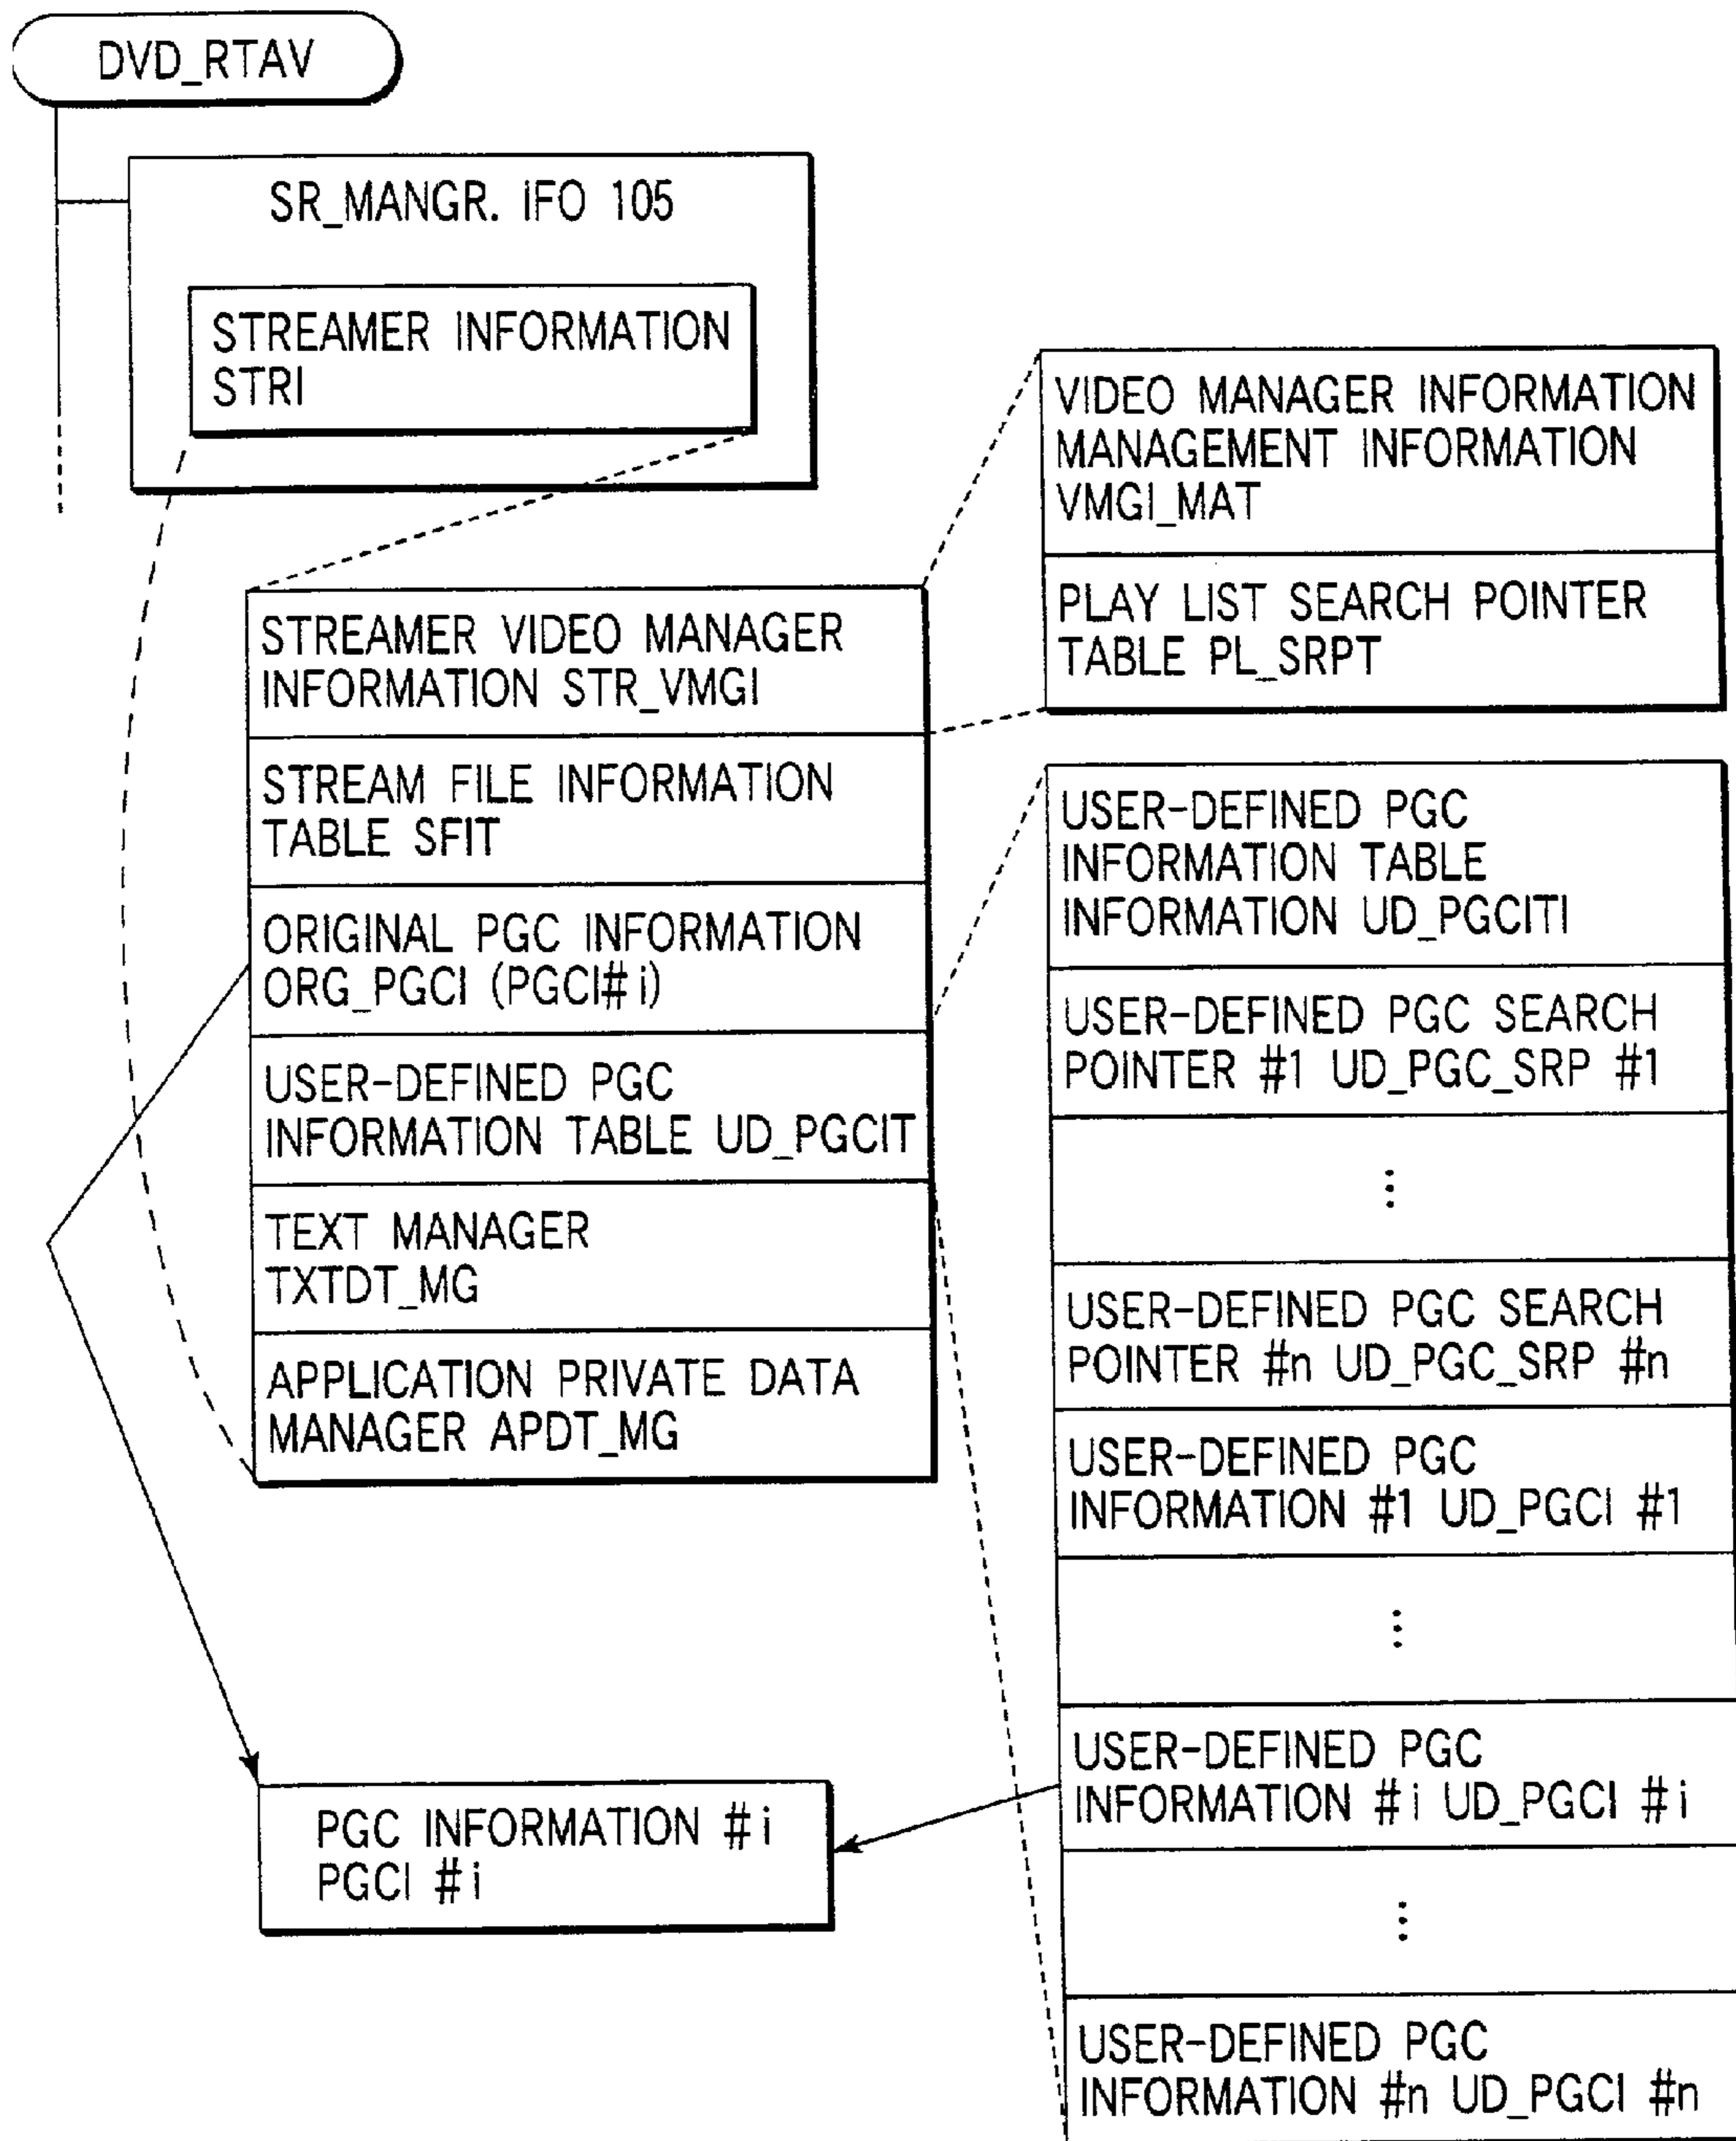 DVD_RTAV
SR_MANGR. IFO 105
STREAMER INFORMATION
STRI
VIDEO MANAGER INFORMATION
MANAGEMENT INFORMATION
VMGI_MAT
PLAY LIST SEARCH POINTER
TABLE PL_SRPT
STREAMER VIDEO MANAGER
INFORMATION STR_VMGI
STREAM FILE INFORMATION
TABLE SFIT
ORIGINAL PGC INFORMATION
ORG_PGCI (PGCI#i)
USER-DEFINED PGC
INFORMATION TABLE UD_PGCIT
TEXT MANAGER
TXTDT_MG
APPLICATION PRIVATE DATA
MANAGER APDT_MG
USER-DEFINED PGC
INFORMATION TABLE
INFORMATION UD_PGCITI
USER-DEFINED PGC SEARCH
POINTER #1 UD_PGC_SRP #1
⋮
USER-DEFINED PGC SEARCH
POINTER #n UD_PGC_SRP #n
USER-DEFINED PGC
INFORMATION #1 UD_PGCI #1
⋮
USER-DEFINED PGC
INFORMATION #i UD_PGCI #i
⋮
USER-DEFINED PGC
INFORMATION #n UD_PGCI #n
PGC INFORMATION #i
PGCI #i